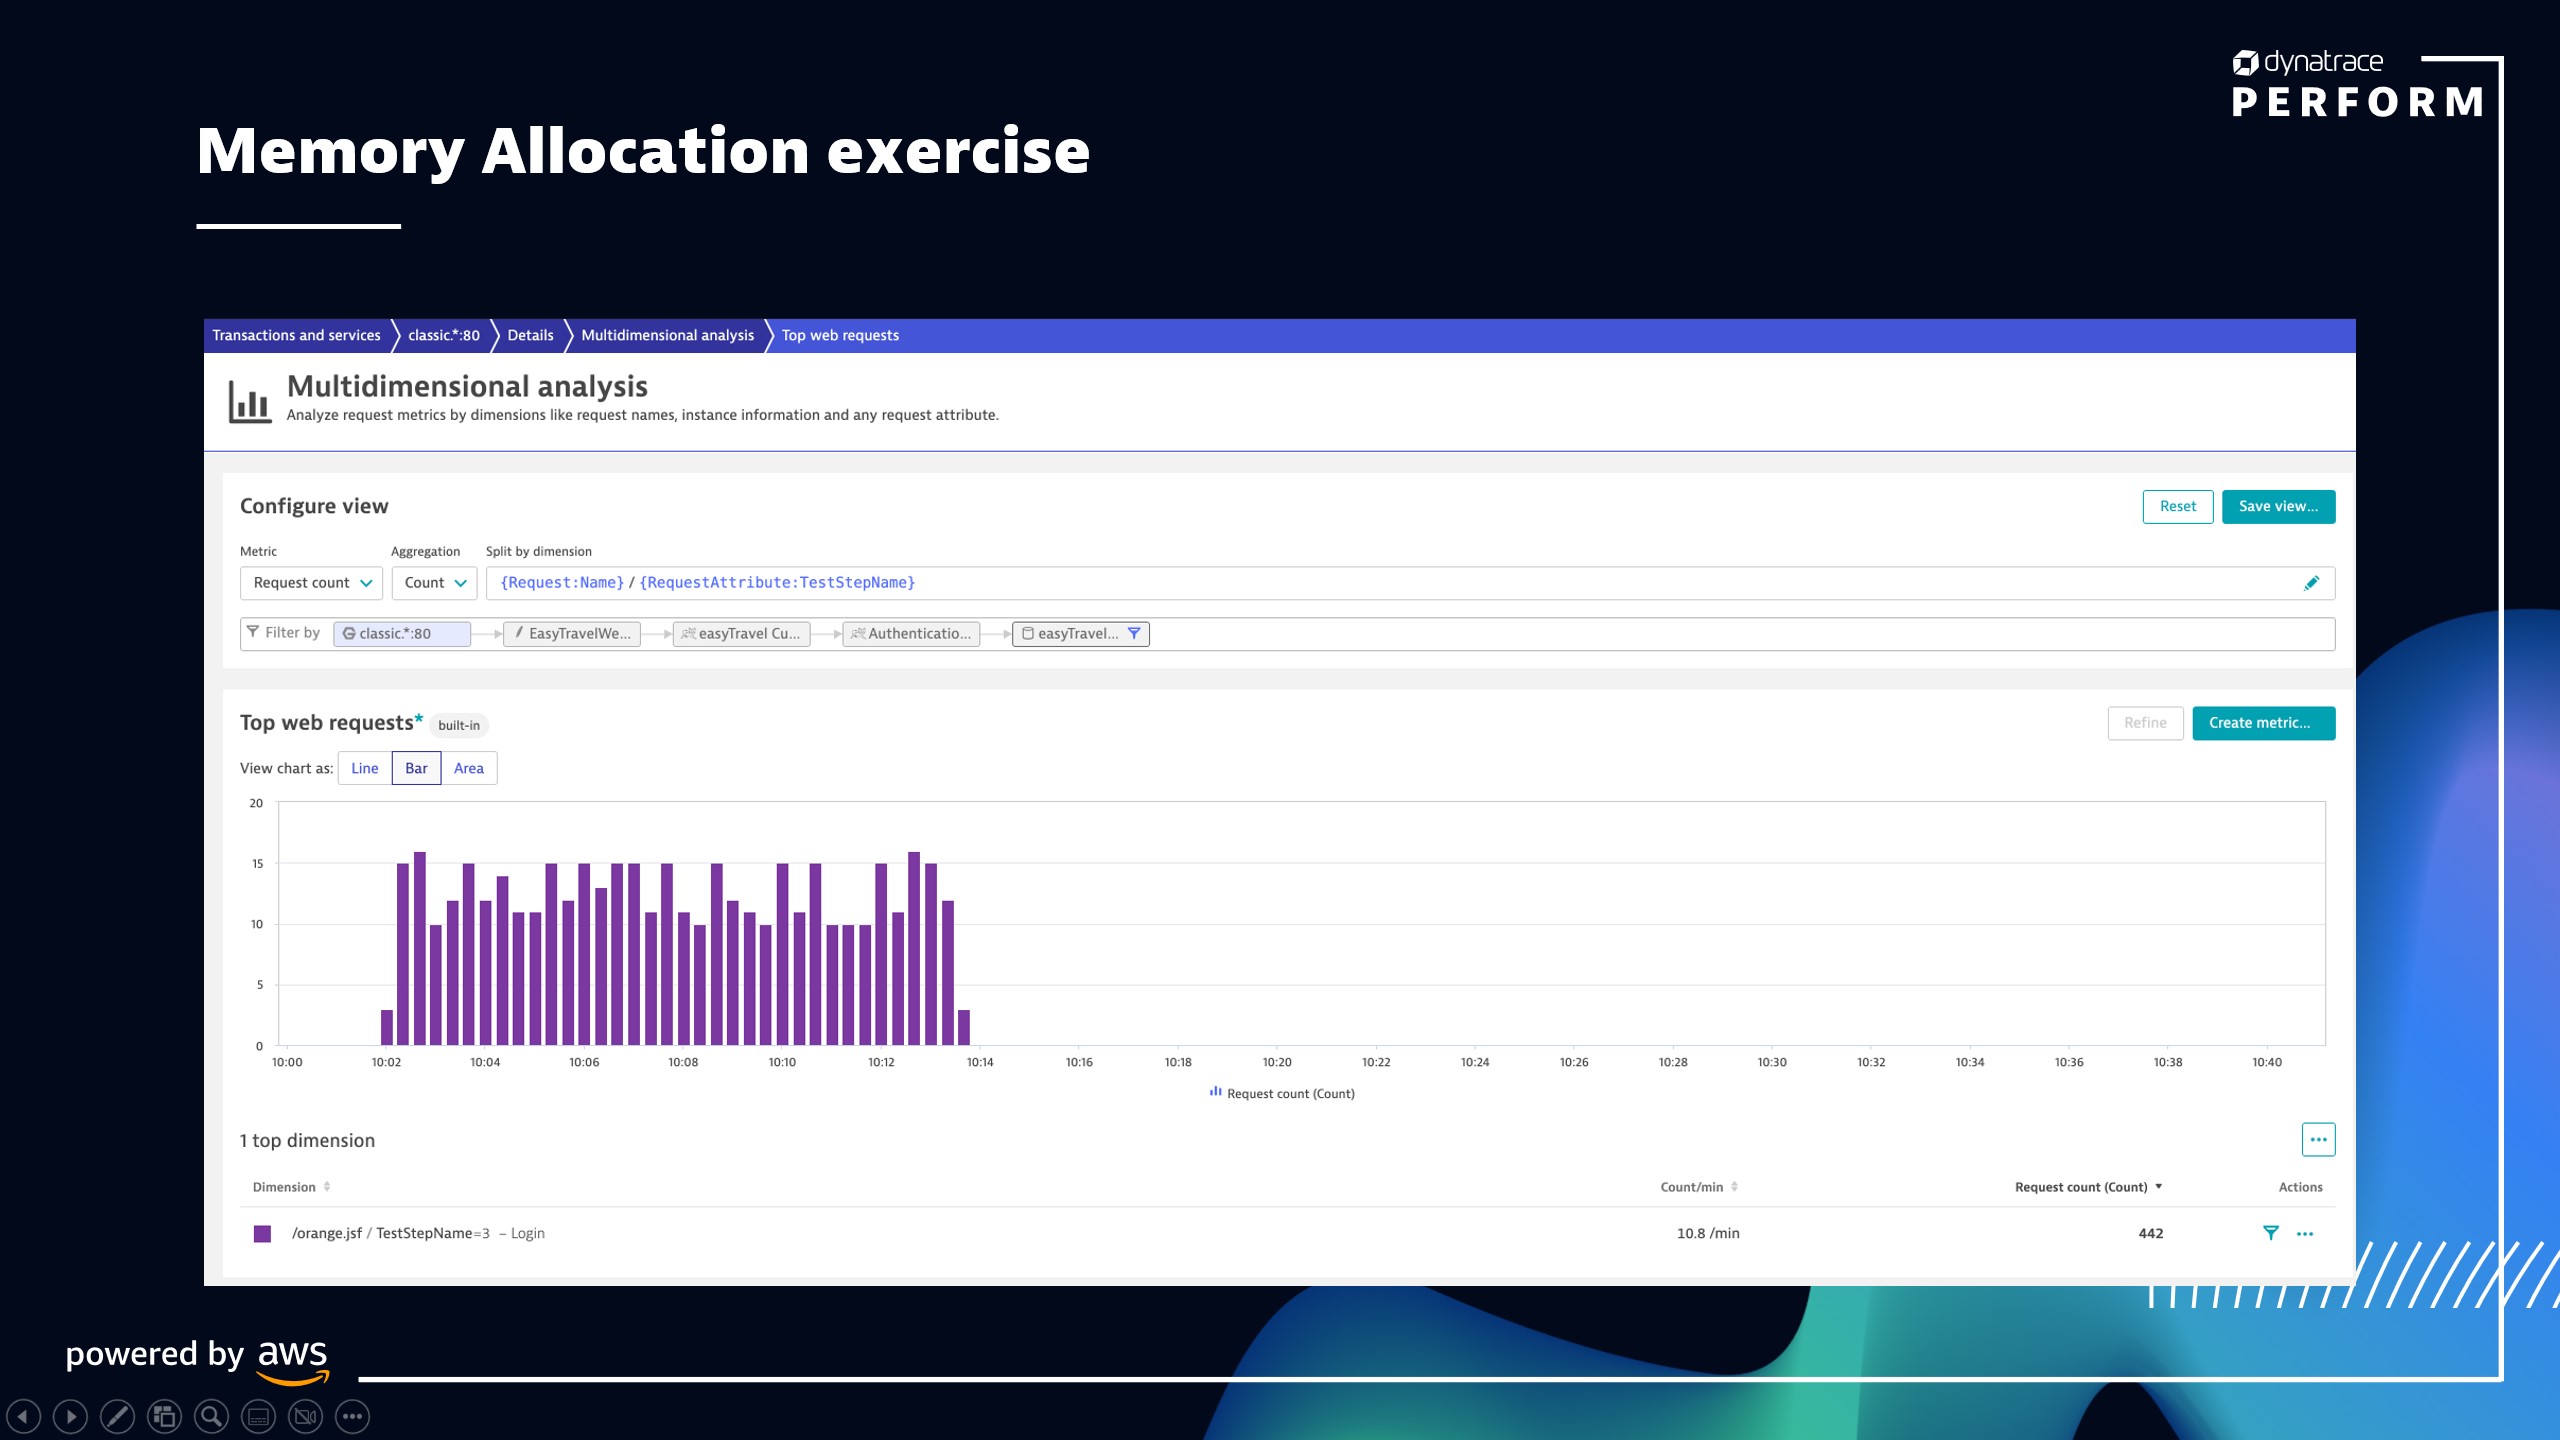 dynatrace
PERFORM
Memory Allocation exercise
Transactions and services classic.*:80 Details Multidimensional analysis Top web requests
Multidimensional analysis
Analyze request metrics by dimensions like request names, instance information and any request attribute.
Configure view
Reset Save view...
Metric Aggregation Split by dimension
Request count Count {Request:Name} / {RequestAttribute:TestStepName}
Filter by classic.*:80 EasyTravelWe... easyTravel Cu... Authenticatio... easyTravel...
Top web requests* built-in
Refine Create metric...
View chart as: Line Bar Area
20
15
10
5
0
10:00 10:02 10:04 10:06 10:08 10:10 10:12 10:14 10:16 10:18 10:20 10:22 10:24 10:26 10:28 10:30 10:32 10:34 10:36 10:38 10:40
Request count (Count)
1 top dimension
Dimension Count/min Request count (Count) Actions
/orange.jsf / TestStepName=3 – Login 10.8 /min 442
powered by aws